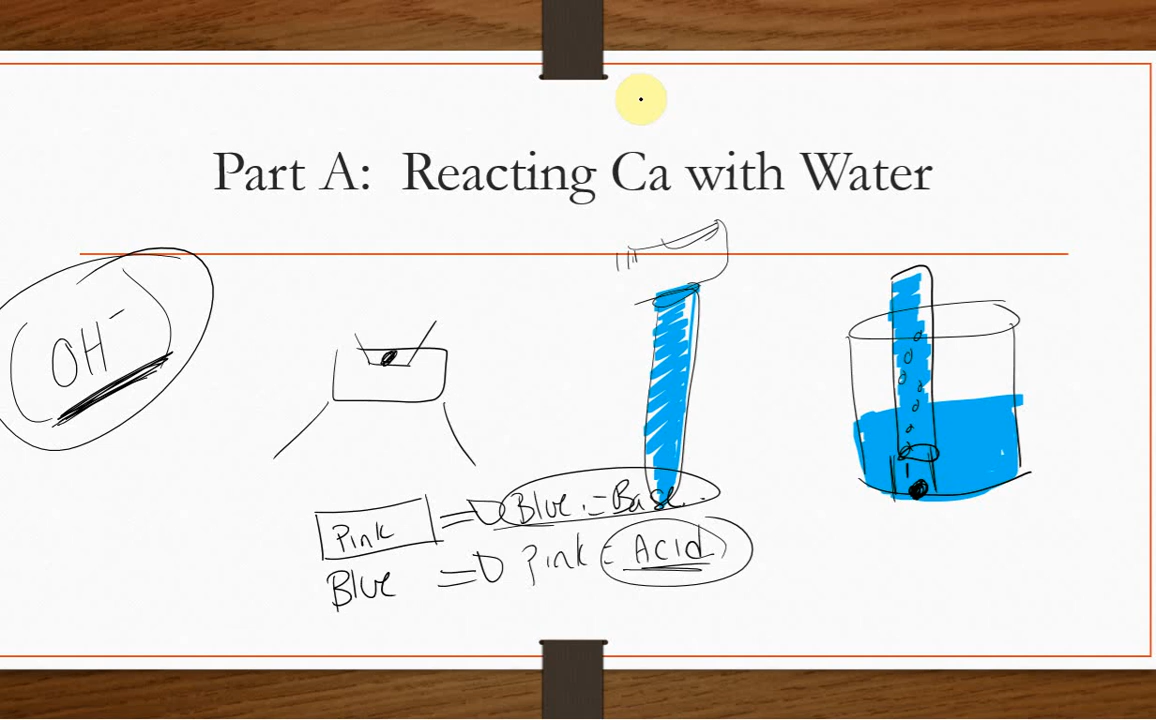 Part A: Reacting Ca with Water
OH⁻
Pink => Blue = Base
Blue => Pink = Acid